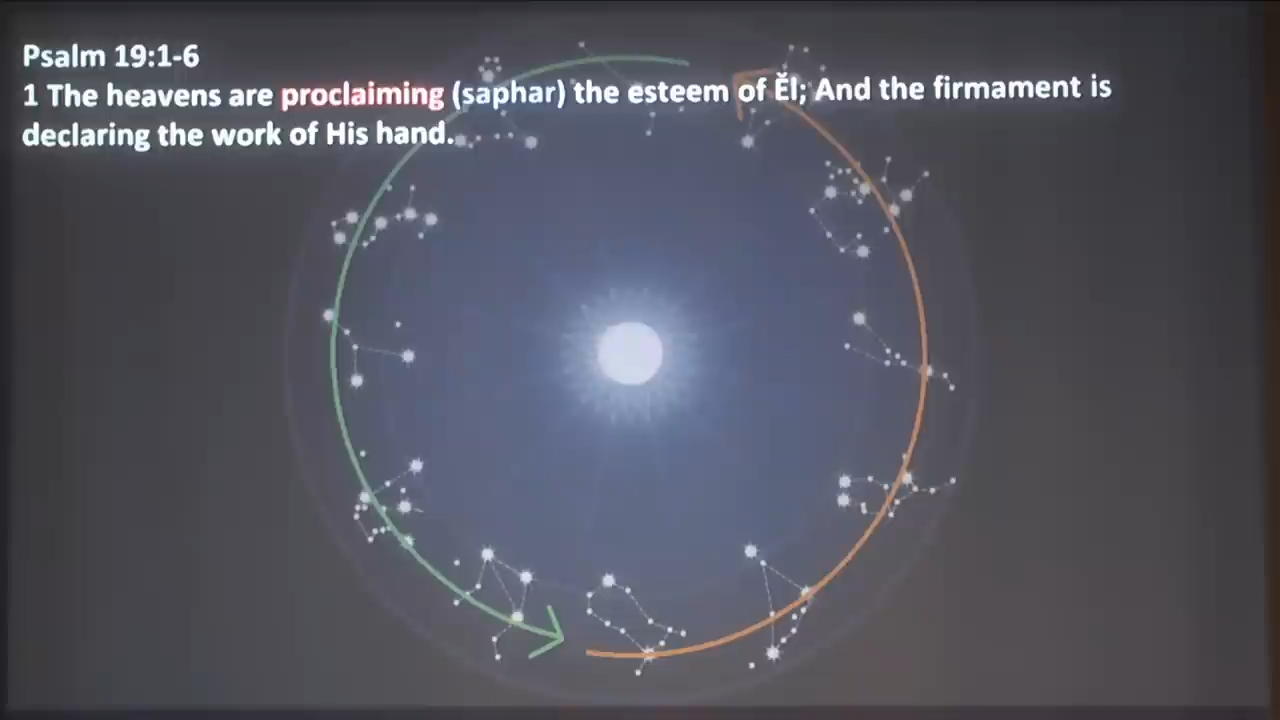 Psalm 19:1-6
1 The heavens are proclaiming (saphar) the esteem of Ĕl; And the firmament is
declaring the work of His hand.